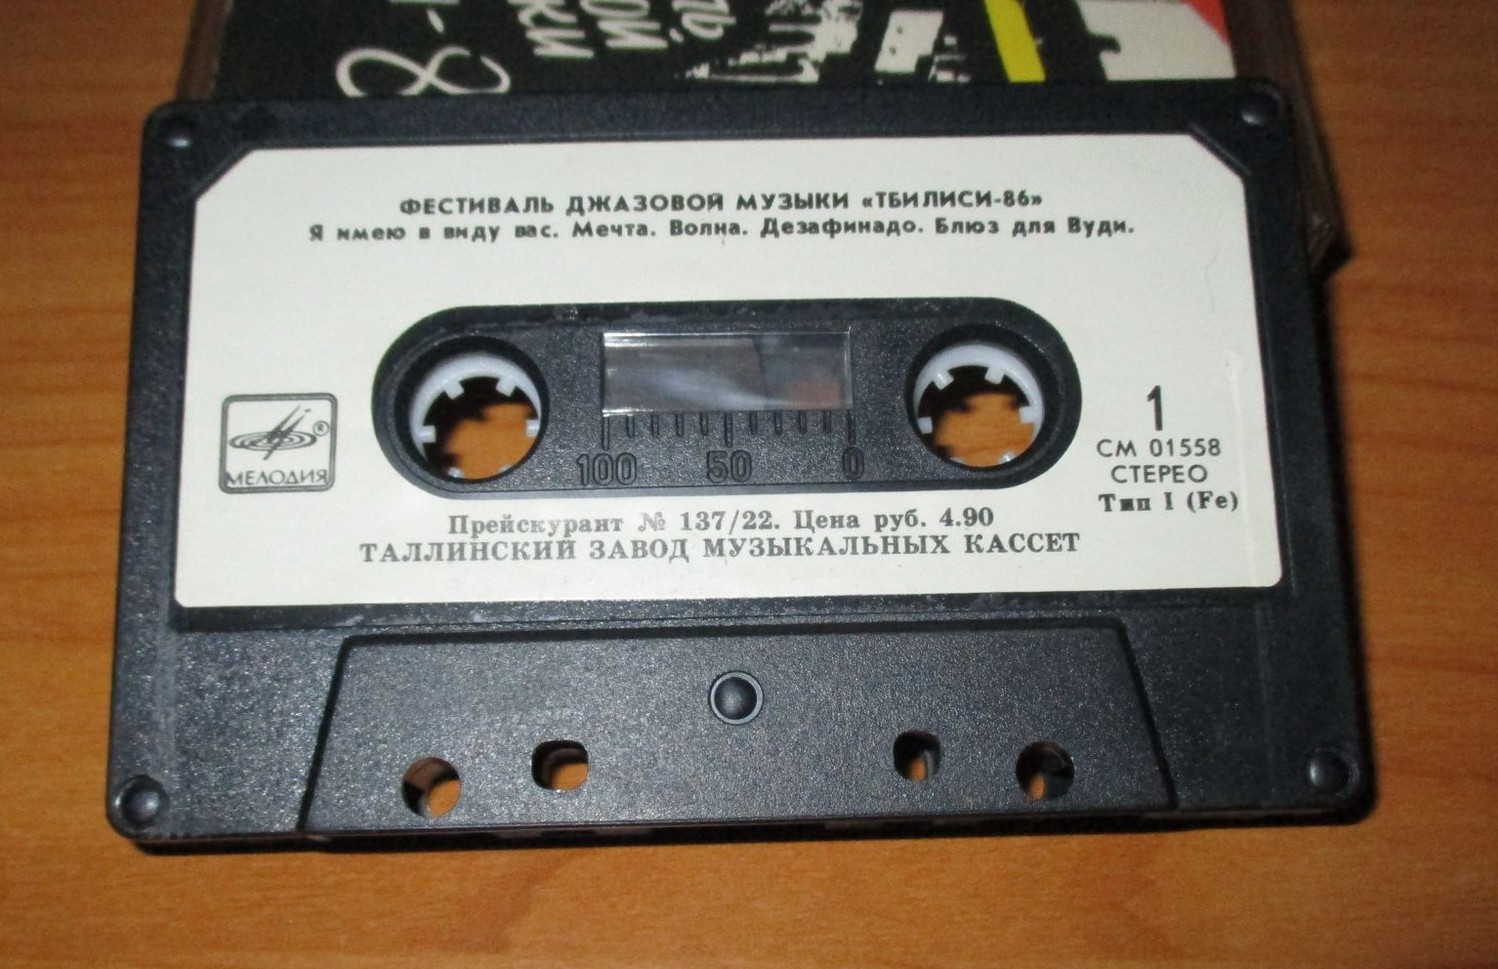 ФЕСТИВАЛЬ ДЖАЗОВОЙ МУЗЫКИ «ТБИЛИСИ-86»
Я имею в виду вас. Мечта. Волна. Дезафинадо. Блюз для Вуди.
МЕЛОДИЯ ®
100 50 0
1
СМ 01558
СТЕРЕО
Тип I (Fe)
Прейскурант № 137/22. Цена руб. 4.90
ТАЛЛИНСКИЙ ЗАВОД МУЗЫКАЛЬНЫХ КАССЕТ